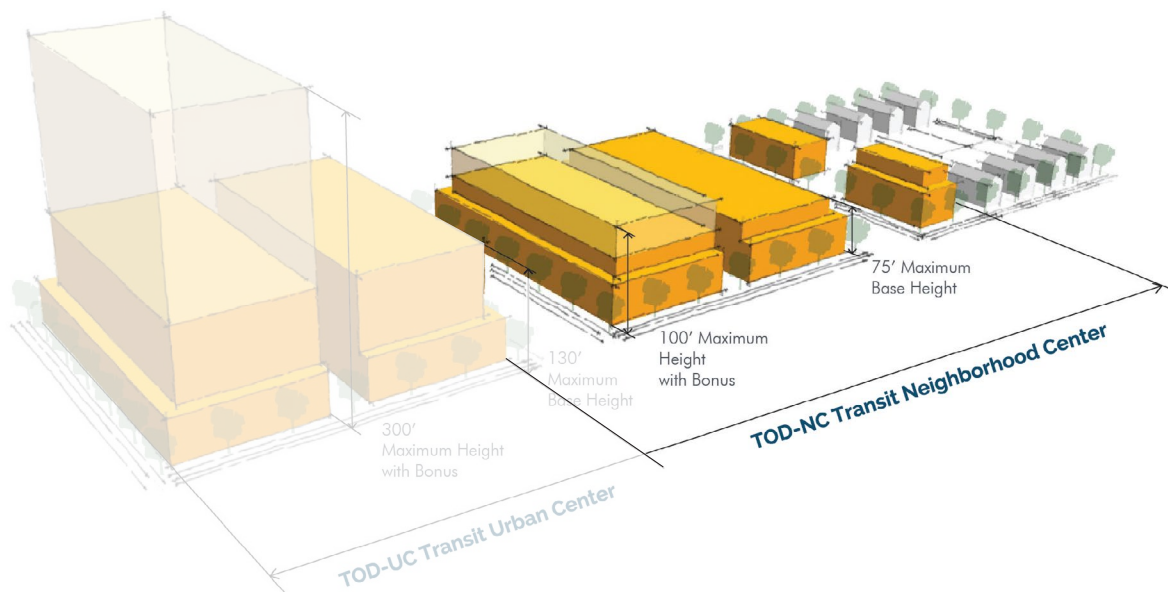 75’ Maximum
Base Height
100’ Maximum
Height
with Bonus
130’
Maximum
Base Height
300’
Maximum Height
with Bonus
TOD-NC Transit Neighborhood Center
TOD-UC Transit Urban Center